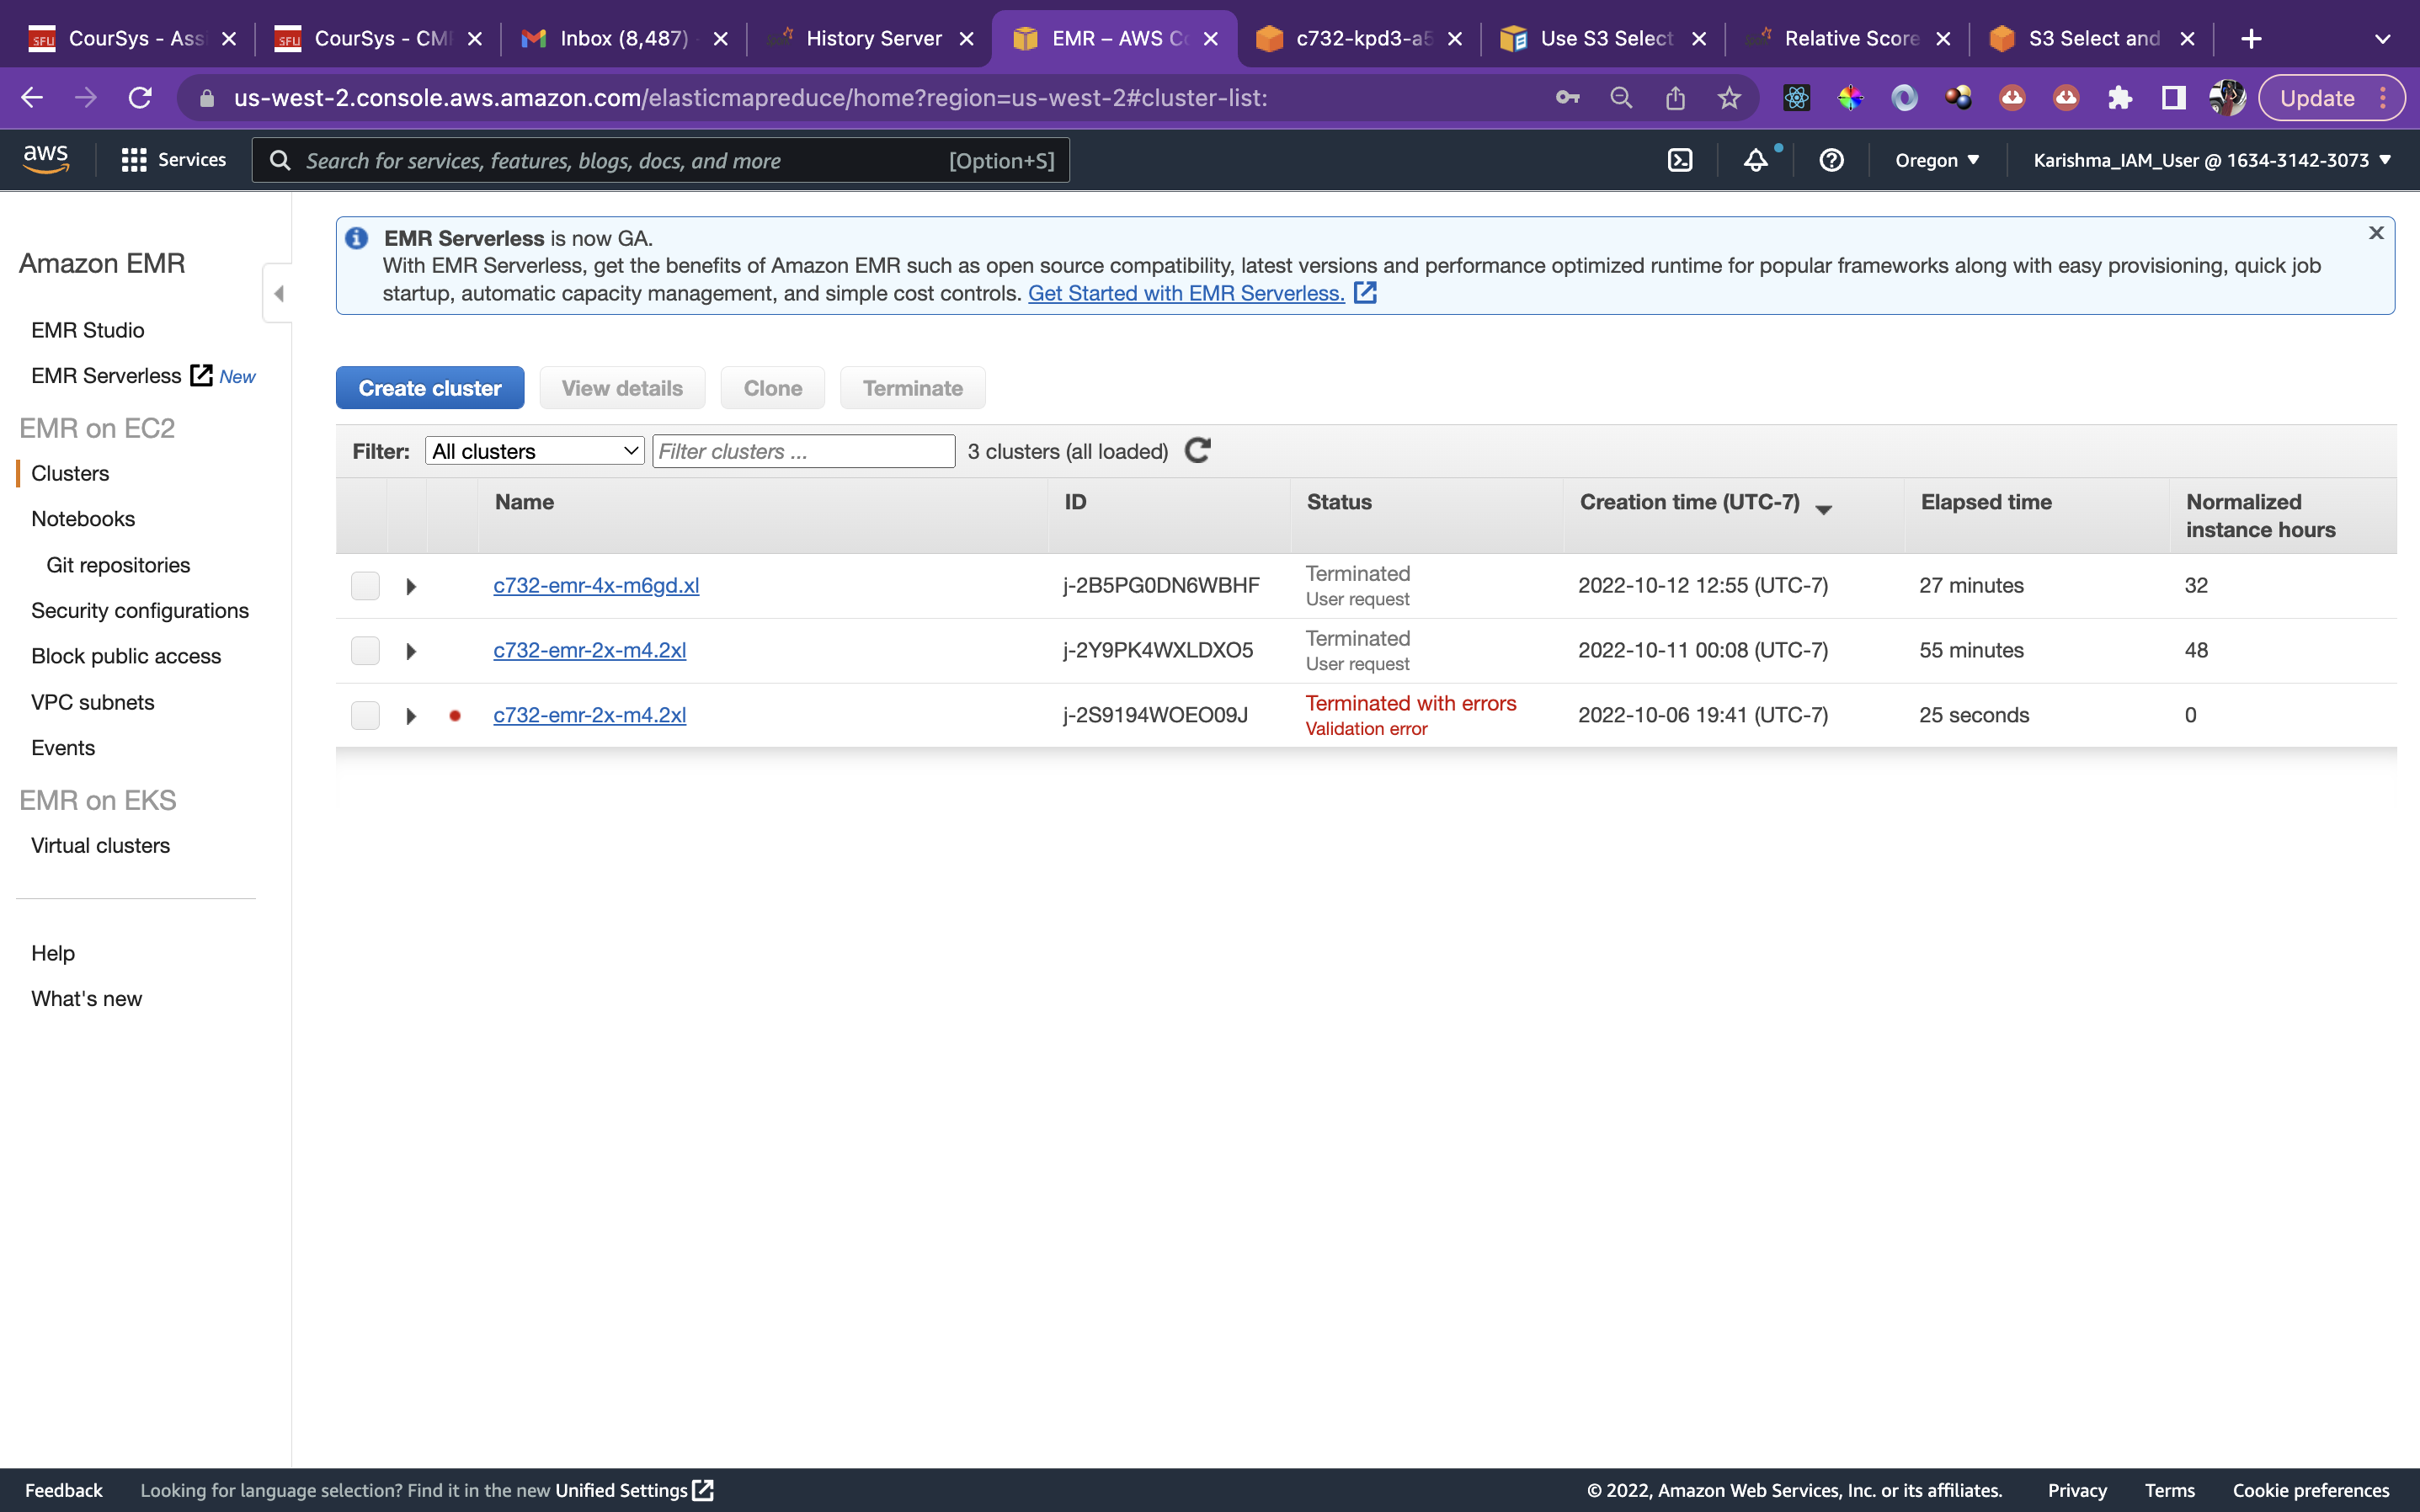 SFU CourSys - Ass
SFU CourSys - CM
Inbox (8,487) -
History Server
EMR – AWS Co
c732-kpd3-a5
Use S3 Select
Relative Score
S3 Select and
us-west-2.console.aws.amazon.com/elasticmapreduce/home?region=us-west-2#cluster-list:
Update
aws
Services
Search for services, features, blogs, docs, and more
[Option+S]
Oregon
Karishma_IAM_User @ 1634-3142-3073
Amazon EMR
EMR Studio
EMR Serverless New
EMR on EC2
Clusters
Notebooks
Git repositories
Security configurations
Block public access
VPC subnets
Events
EMR on EKS
Virtual clusters
Help
What's new
EMR Serverless is now GA.
With EMR Serverless, get the benefits of Amazon EMR such as open source compatibility, latest versions and performance optimized runtime for popular frameworks along with easy provisioning, quick job
startup, automatic capacity management, and simple cost controls. Get Started with EMR Serverless.
Create cluster
View details
Clone
Terminate
Filter: All clusters Filter clusters ... 3 clusters (all loaded)
Name ID Status Creation time (UTC-7) Elapsed time Normalized
instance hours
c732-emr-4x-m6gd.xl j-2B5PG0DN6WBHF Terminated 2022-10-12 12:55 (UTC-7) 27 minutes 32
User request
c732-emr-2x-m4.2xl j-2Y9PK4WXLDXO5 Terminated 2022-10-11 00:08 (UTC-7) 55 minutes 48
User request
c732-emr-2x-m4.2xl j-2S9194WOEO09J Terminated with errors 2022-10-06 19:41 (UTC-7) 25 seconds 0
Validation error
Feedback
Looking for language selection? Find it in the new Unified Settings
© 2022, Amazon Web Services, Inc. or its affiliates.
Privacy
Terms
Cookie preferences